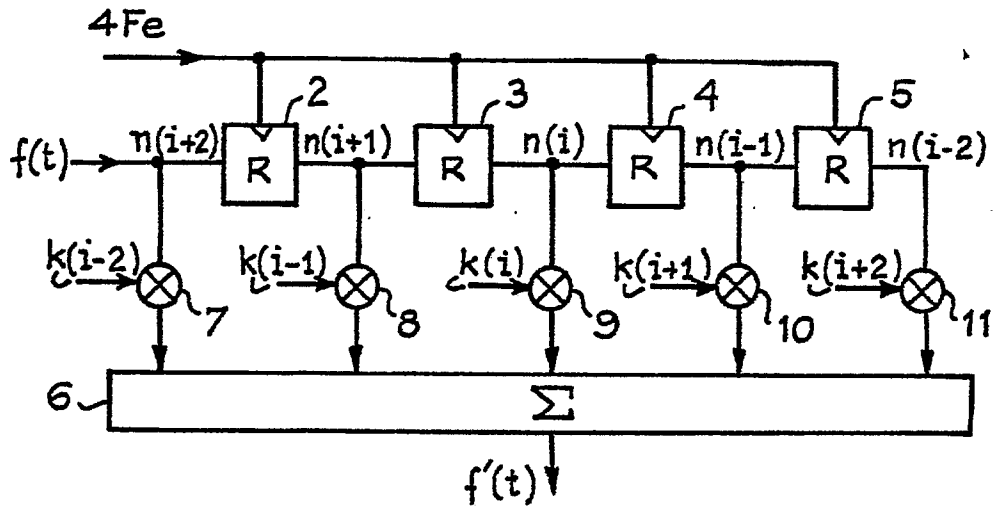 4Fe
2 3 4 5
f(t) n(i+2) R n(i+1) R n(i) R n(i-1) R n(i-2)
k(i-2) k(i-1) k(i) k(i+1) k(i+2)
7 8 9 10 11
6 Σ
f'(t)